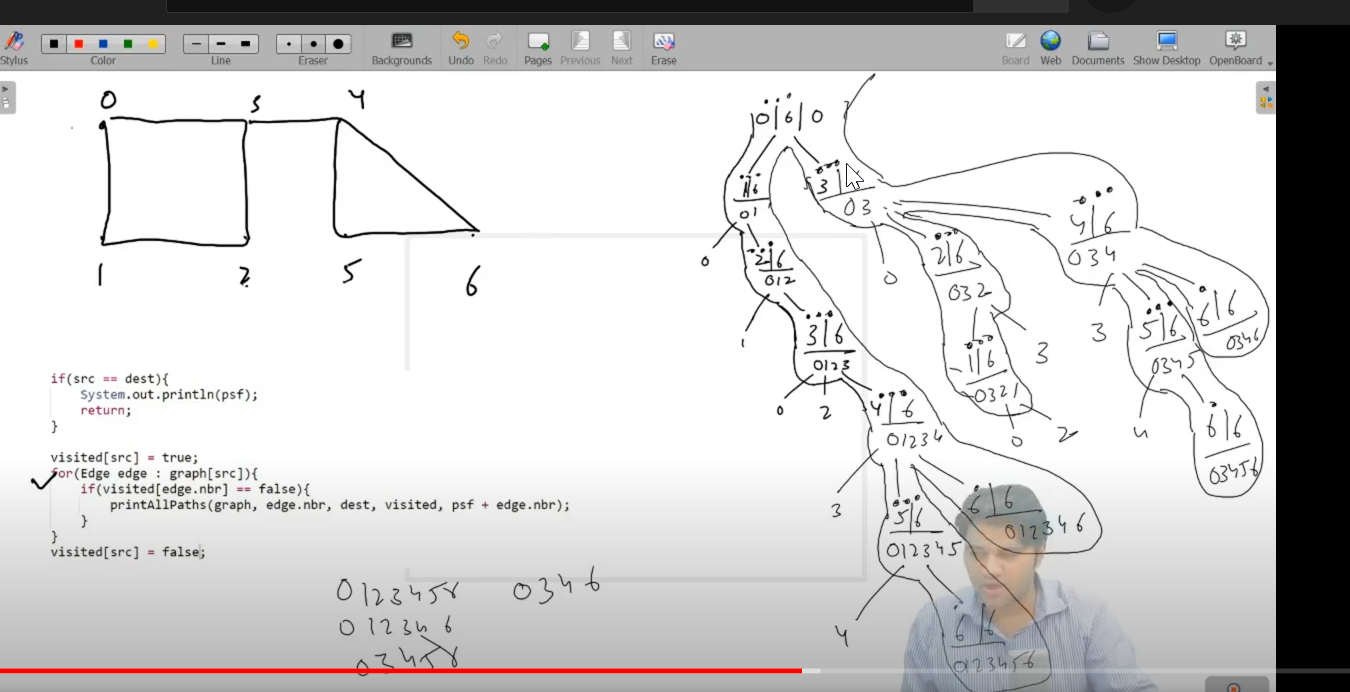 Stylus
Color
Line
Eraser
Backgrounds
Undo
Redo
Pages
Previous
Next
Erase
Board
Web
Documents
Show Desktop
OpenBoard
0 3 4
1 2 5 6
if(src == dest){
System.out.println(psf);
return;
}
visited[src] = true;
for(Edge edge : graph[src]){
if(visited[edge.nbr] == false){
printAllPaths(graph, edge.nbr, dest, visited, psf + edge.nbr);
}
}
visited[src] = false;
0123456 0346
012346
03456
0|6|0
1|6
01
0
2|6
012
1
3|6
0123
0
2
4|6
01234
3
5|6
012345
4
6|6
0123456
6|6
012346
3|
03
0
2|6
032
3
1|6
0321
0
2
4|6
034
3
5|6
0345
4
6|6
03456
6|6
0346